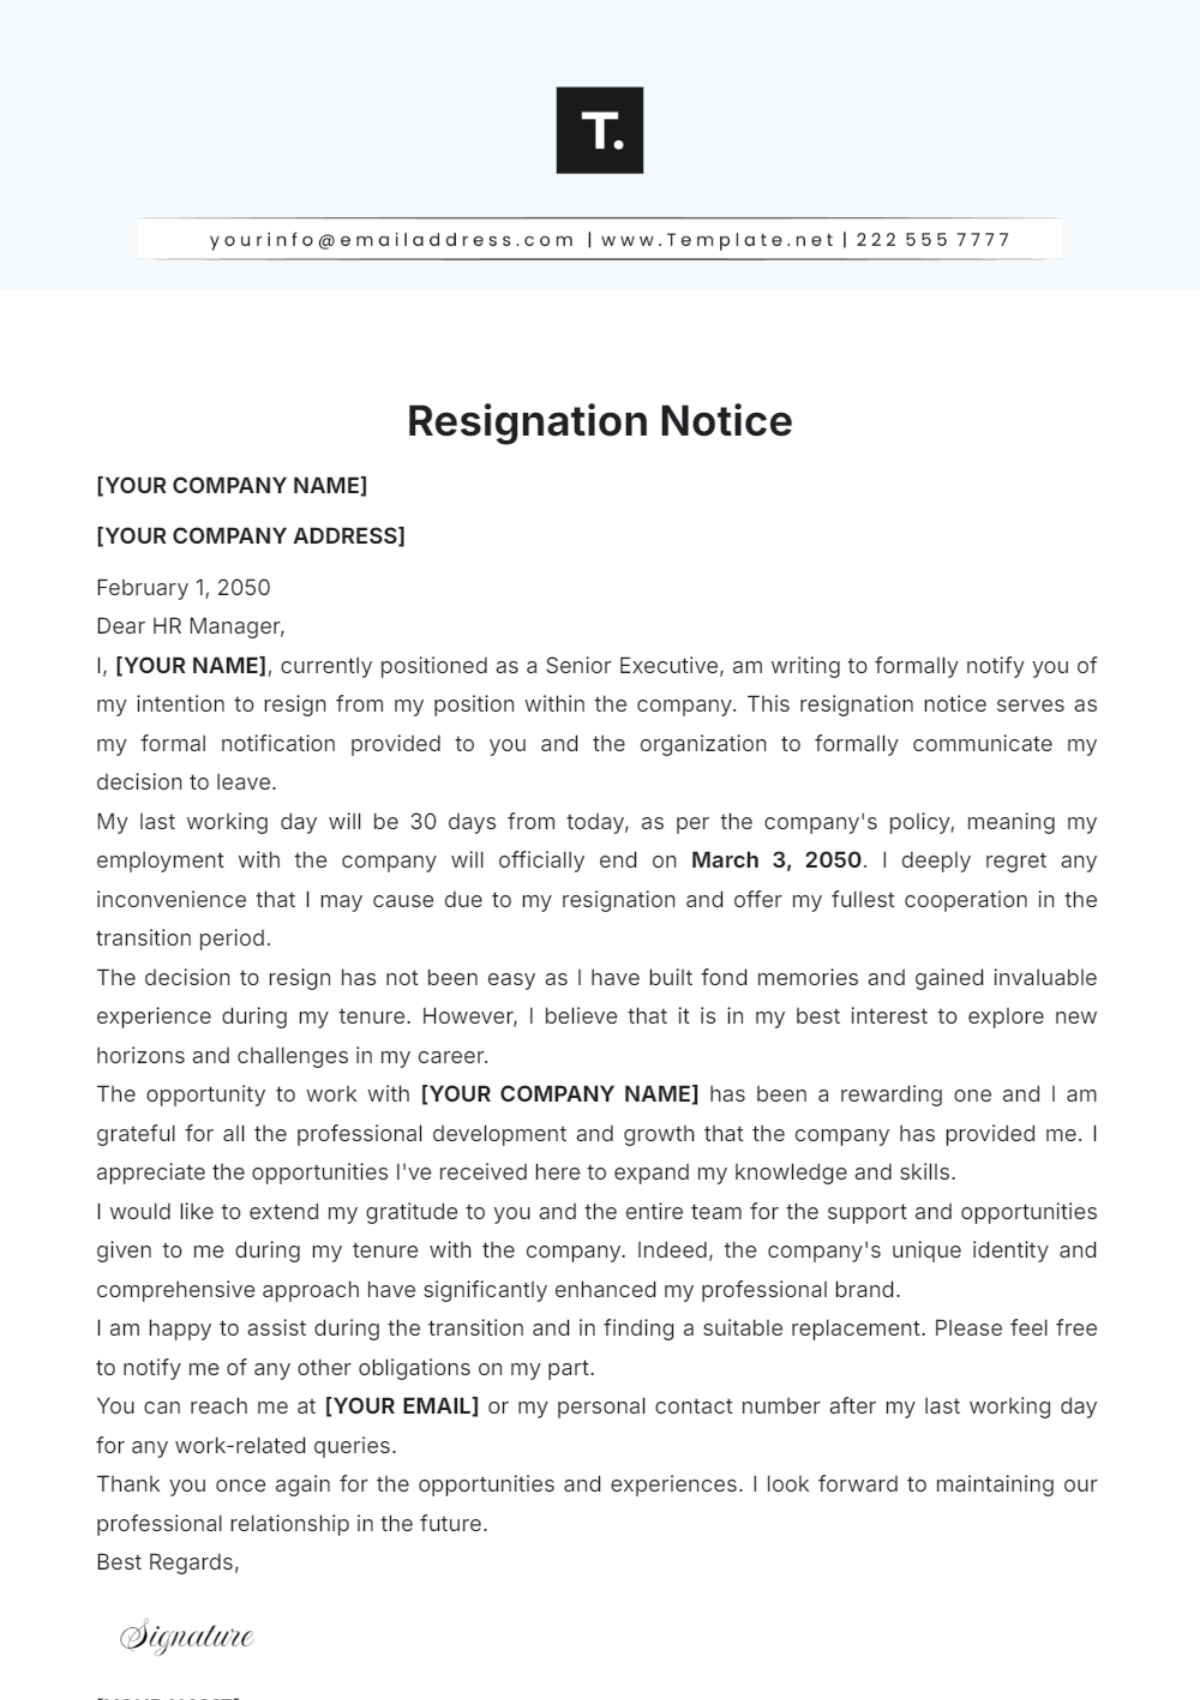 T.
yourinfo@emailaddress.com | www.Template.net | 222 555 7777
Resignation Notice
[YOUR COMPANY NAME]
[YOUR COMPANY ADDRESS]
February 1, 2050
Dear HR Manager,
I, [YOUR NAME], currently positioned as a Senior Executive, am writing to formally notify you of
my intention to resign from my position within the company. This resignation notice serves as
my formal notification provided to you and the organization to formally communicate my
decision to leave.
My last working day will be 30 days from today, as per the company's policy, meaning my
employment with the company will officially end on March 3, 2050. I deeply regret any
inconvenience that I may cause due to my resignation and offer my fullest cooperation in the
transition period.
The decision to resign has not been easy as I have built fond memories and gained invaluable
experience during my tenure. However, I believe that it is in my best interest to explore new
horizons and challenges in my career.
The opportunity to work with [YOUR COMPANY NAME] has been a rewarding one and I am
grateful for all the professional development and growth that the company has provided me. I
appreciate the opportunities I've received here to expand my knowledge and skills.
I would like to extend my gratitude to you and the entire team for the support and opportunities
given to me during my tenure with the company. Indeed, the company's unique identity and
comprehensive approach have significantly enhanced my professional brand.
I am happy to assist during the transition and in finding a suitable replacement. Please feel free
to notify me of any other obligations on my part.
You can reach me at [YOUR EMAIL] or my personal contact number after my last working day
for any work-related queries.
Thank you once again for the opportunities and experiences. I look forward to maintaining our
professional relationship in the future.
Best Regards,
Signature